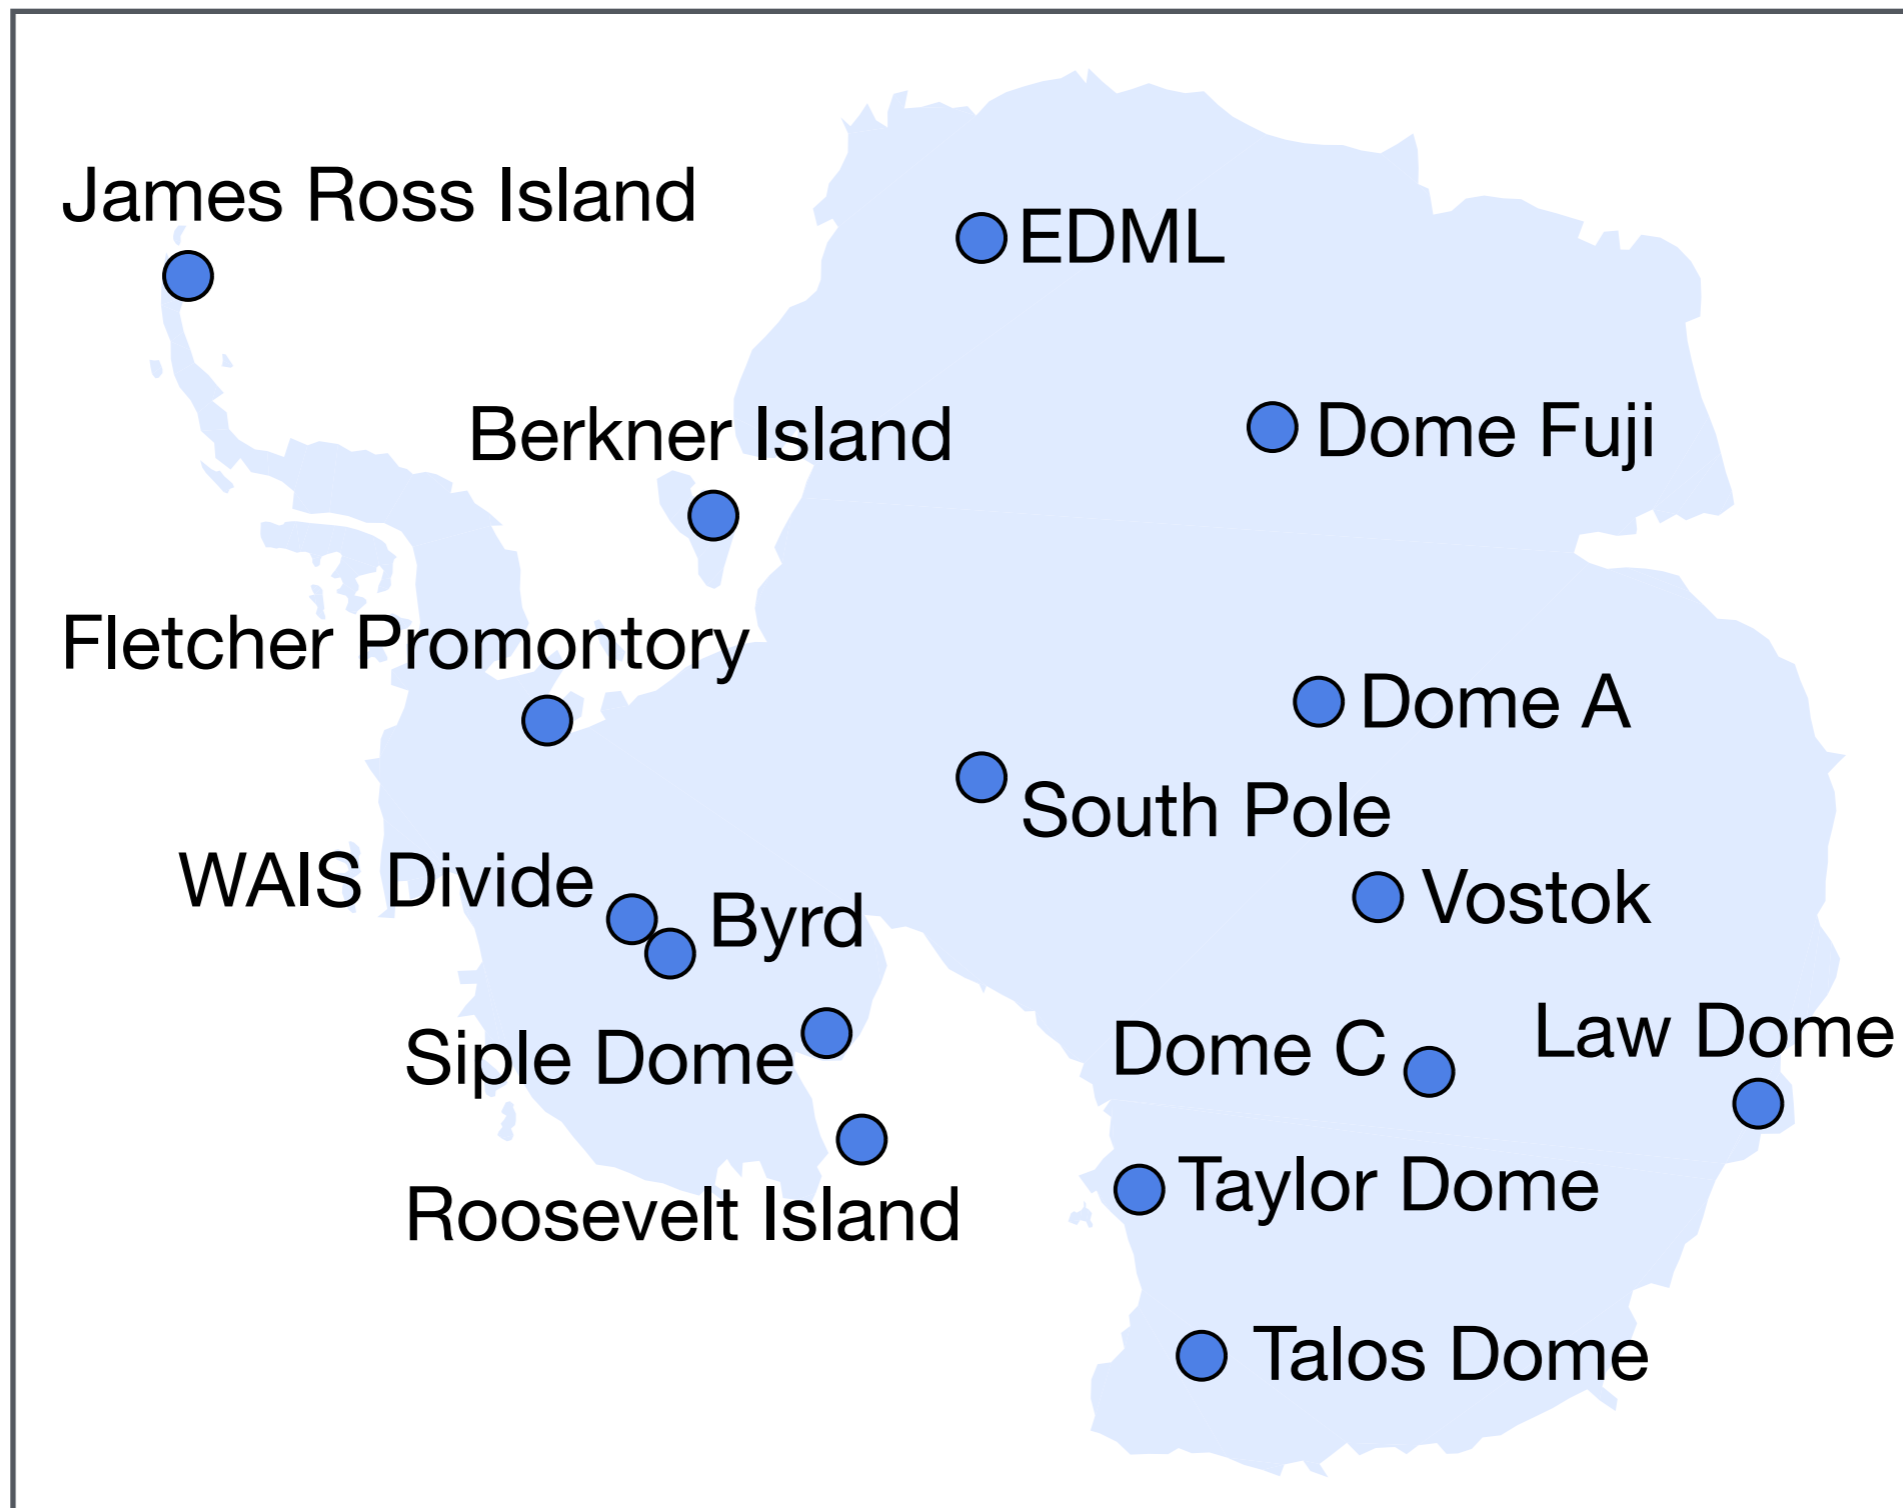 James Ross Island
EDML
Berkner Island
Dome Fuji
Fletcher Promontory
Dome A
South Pole
WAIS Divide
Byrd
Vostok
Siple Dome
Dome C
Law Dome
Roosevelt Island
Taylor Dome
Talos Dome